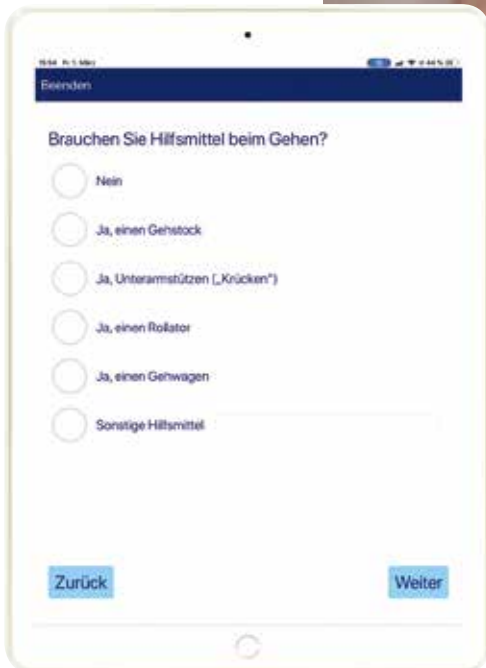 Beenden
Brauchen Sie Hilfsmittel beim Gehen?
Nein
Ja, einen Gehstock
Ja, Unterarmstützen („Krücken“)
Ja, einen Rollator
Ja, einen Gehwagen
Sonstige Hilfsmittel
Zurück
Weiter